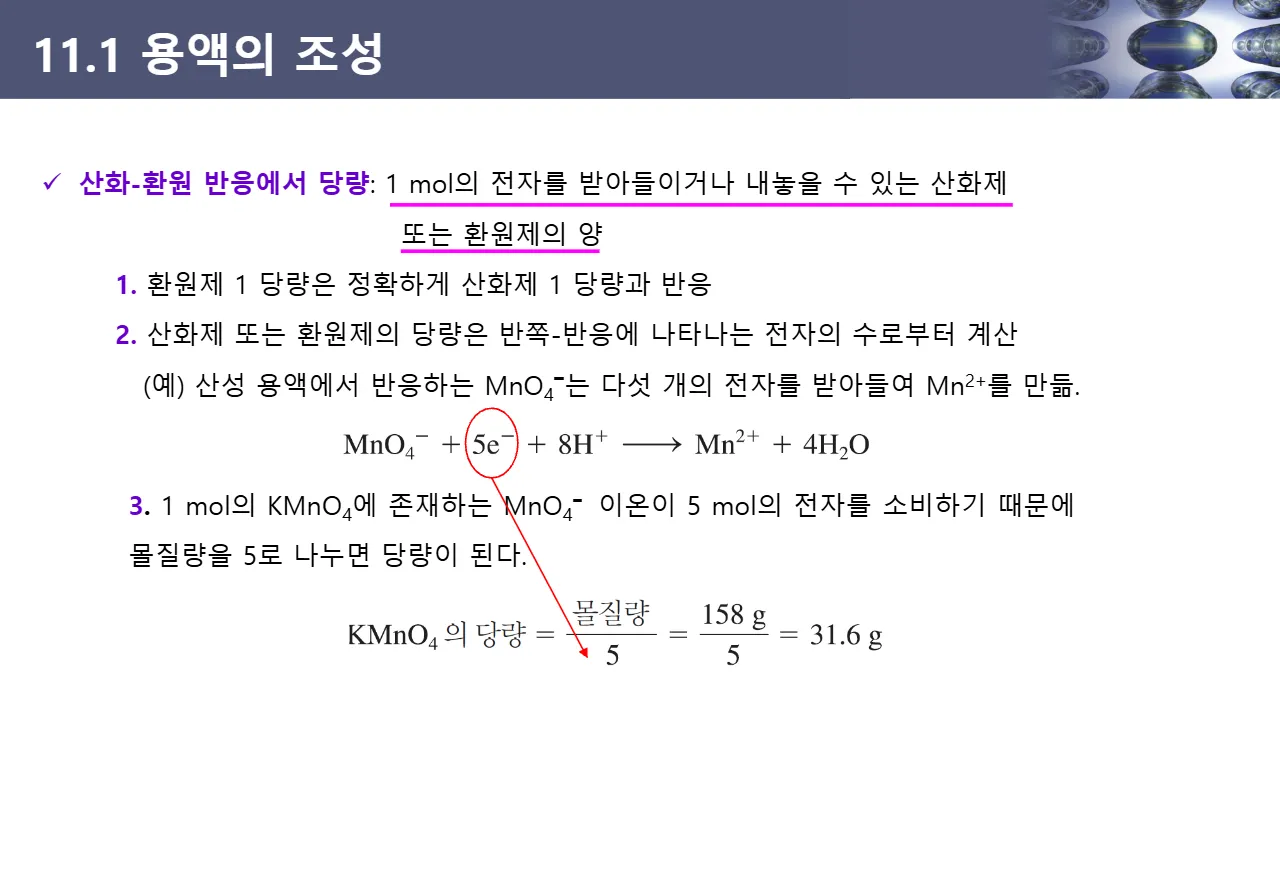 11.1 용액의 조성
✓ 산화-환원 반응에서 당량: 1 mol의 전자를 받아들이거나 내놓을 수 있는 산화제
또는 환원제의 양
1. 환원제 1 당량은 정확하게 산화제 1 당량과 반응
2. 산화제 또는 환원제의 당량은 반쪽-반응에 나타나는 전자의 수로부터 계산
(예) 산성 용액에서 반응하는 MnO₄⁻는 다섯 개의 전자를 받아들여 Mn²⁺를 만듦.
MnO₄⁻ + 5e⁻ + 8H⁺ ⟶ Mn²⁺ + 4H₂O
3. 1 mol의 KMnO₄에 존재하는 MnO₄⁻ 이온이 5 mol의 전자를 소비하기 때문에
몰질량을 5로 나누면 당량이 된다.
KMnO₄의 당량 = 몰질량/5 = 158 g/5 = 31.6 g